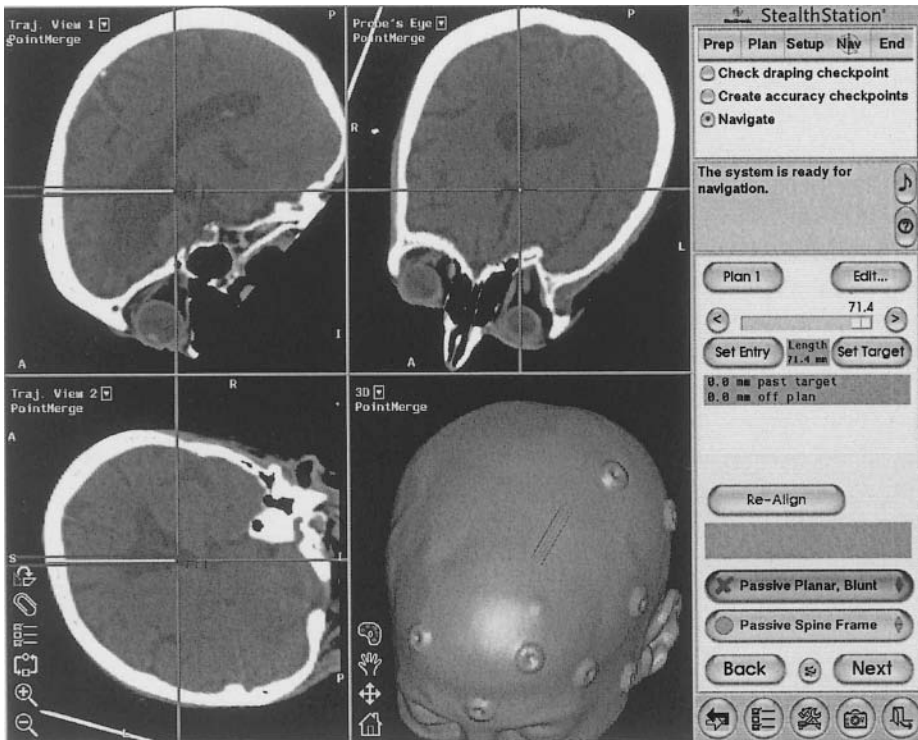 Traj. View 1
PointMerge
S
P
I
A
Probe's Eye
PointMerge
P
R
L
A
Traj. View 2
PointMerge
R
A
S
I
P
L
3D
PointMerge
StealthStation
Prep Plan Setup Nav End
Check draping checkpoint
Create accuracy checkpoints
Navigate
The system is ready for
navigation.
Plan 1 Edit...
71.4
< >
Set Entry Length 71.4 mm Set Target
0.0 mm past target
0.0 mm off plan
Re-Align
Passive Planar, Blunt
Passive Spine Frame
Back Next